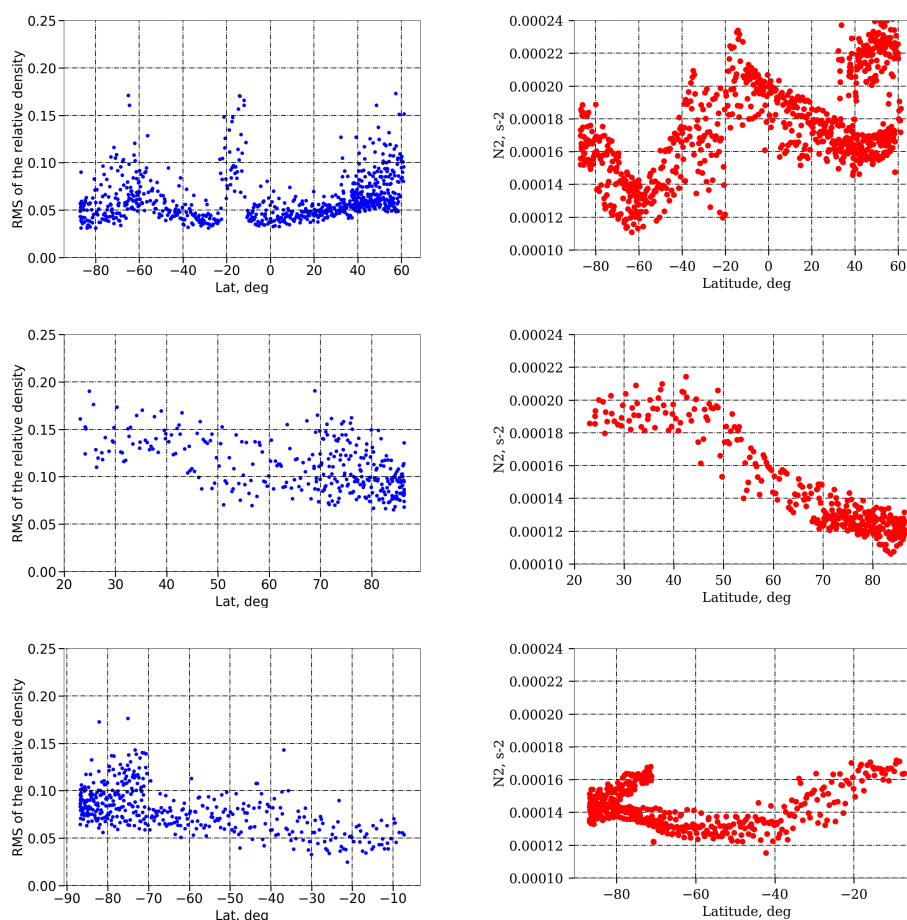 0.25
0.20
0.15
0.10
0.05
0.00
RMS of the relative density
−80 −60 −40 −20 0 20 40 60
Lat, deg
0.00024
0.00022
0.00020
0.00018
0.00016
0.00014
0.00012
0.00010
N2, s-2
−80 −60 −40 −20 0 20 40 60
Latitude, deg
0.25
0.20
0.15
0.10
0.05
0.00
RMS of the relative density
20 30 40 50 60 70 80
Lat, deg
0.00024
0.00022
0.00020
0.00018
0.00016
0.00014
0.00012
0.00010
N2, s-2
20 30 40 50 60 70 80
Latitude, deg
0.25
0.20
0.15
0.10
0.05
0.00
RMS of the relative density
−90 −80 −70 −60 −50 −40 −30 −20 −10
Lat, deg
0.00024
0.00022
0.00020
0.00018
0.00016
0.00014
0.00012
0.00010
N2, s-2
−80 −60 −40 −20
Latitude, deg